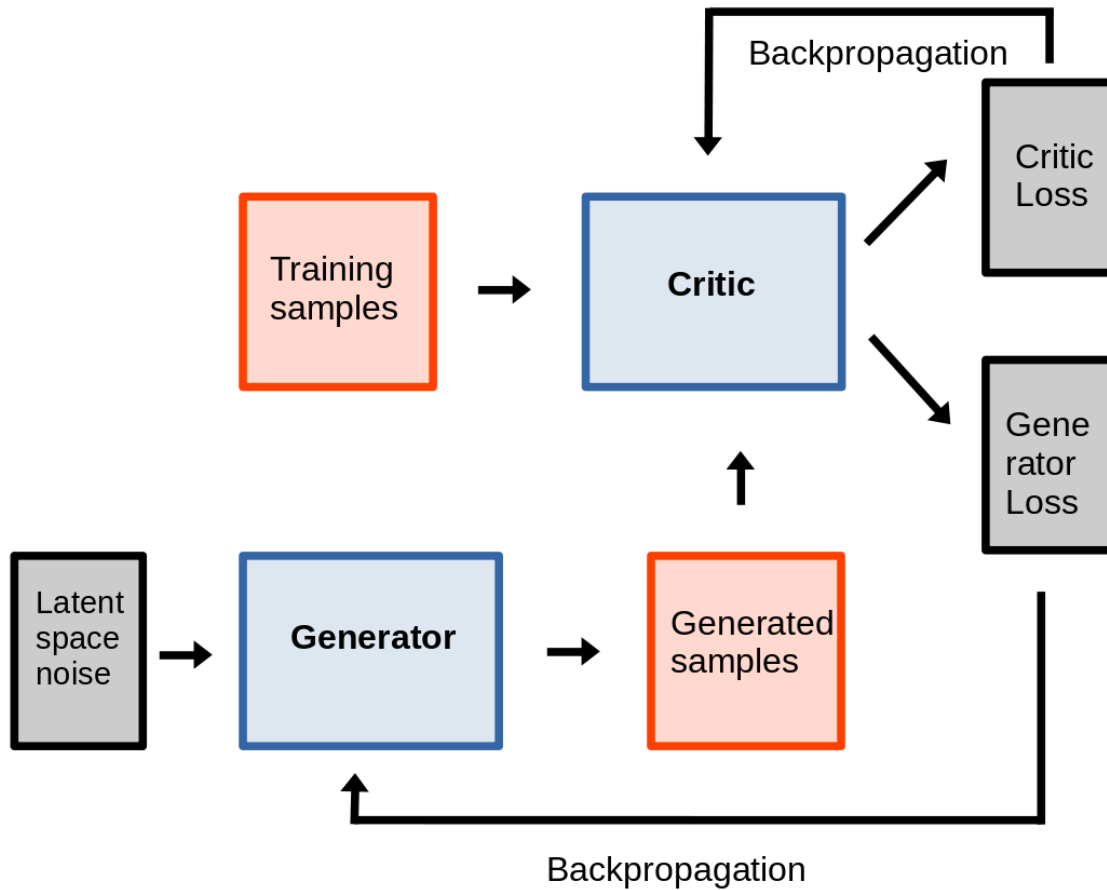 Backpropagation
Critic
Loss
Training
samples
Critic
Gene
rator
Loss
Latent
space
noise
Generator
Generated
samples
Backpropagation